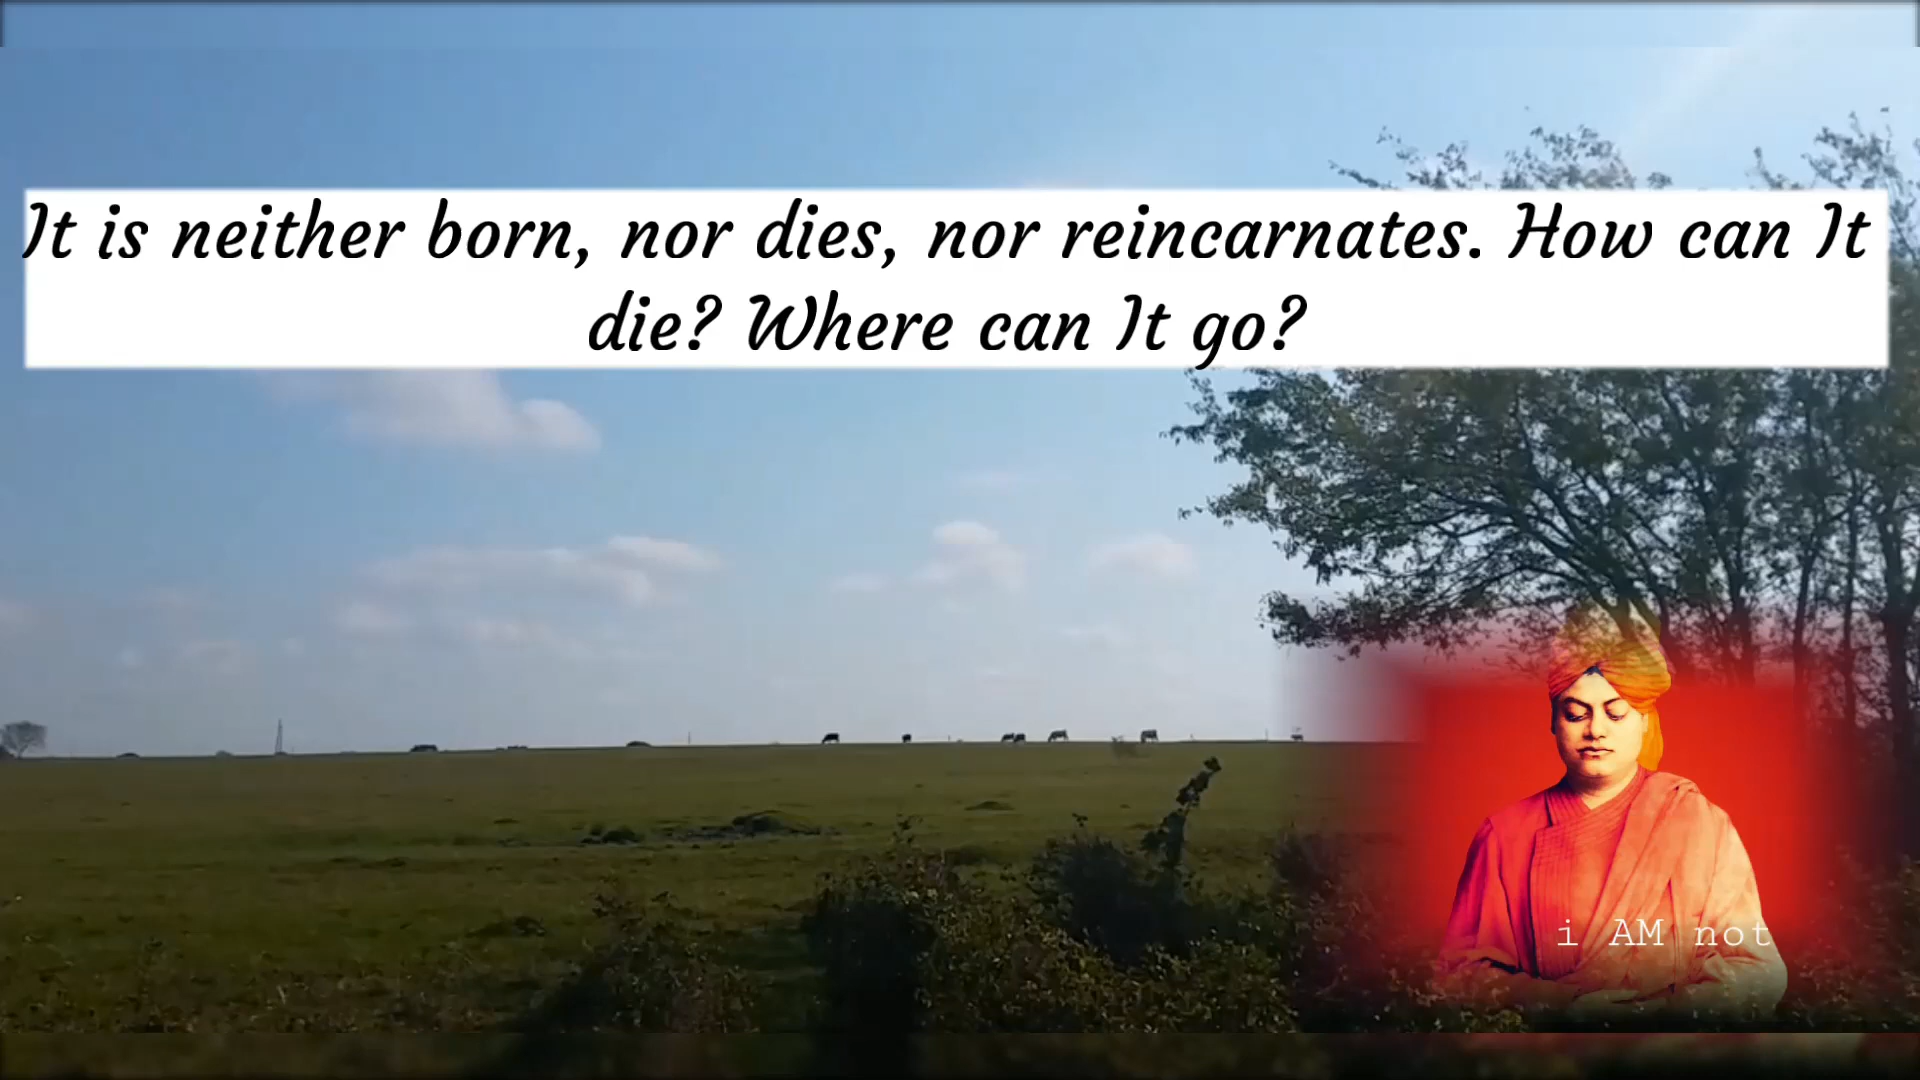 It is neither born, nor dies, nor reincarnates. How can It
die? Where can It go?
i AM not